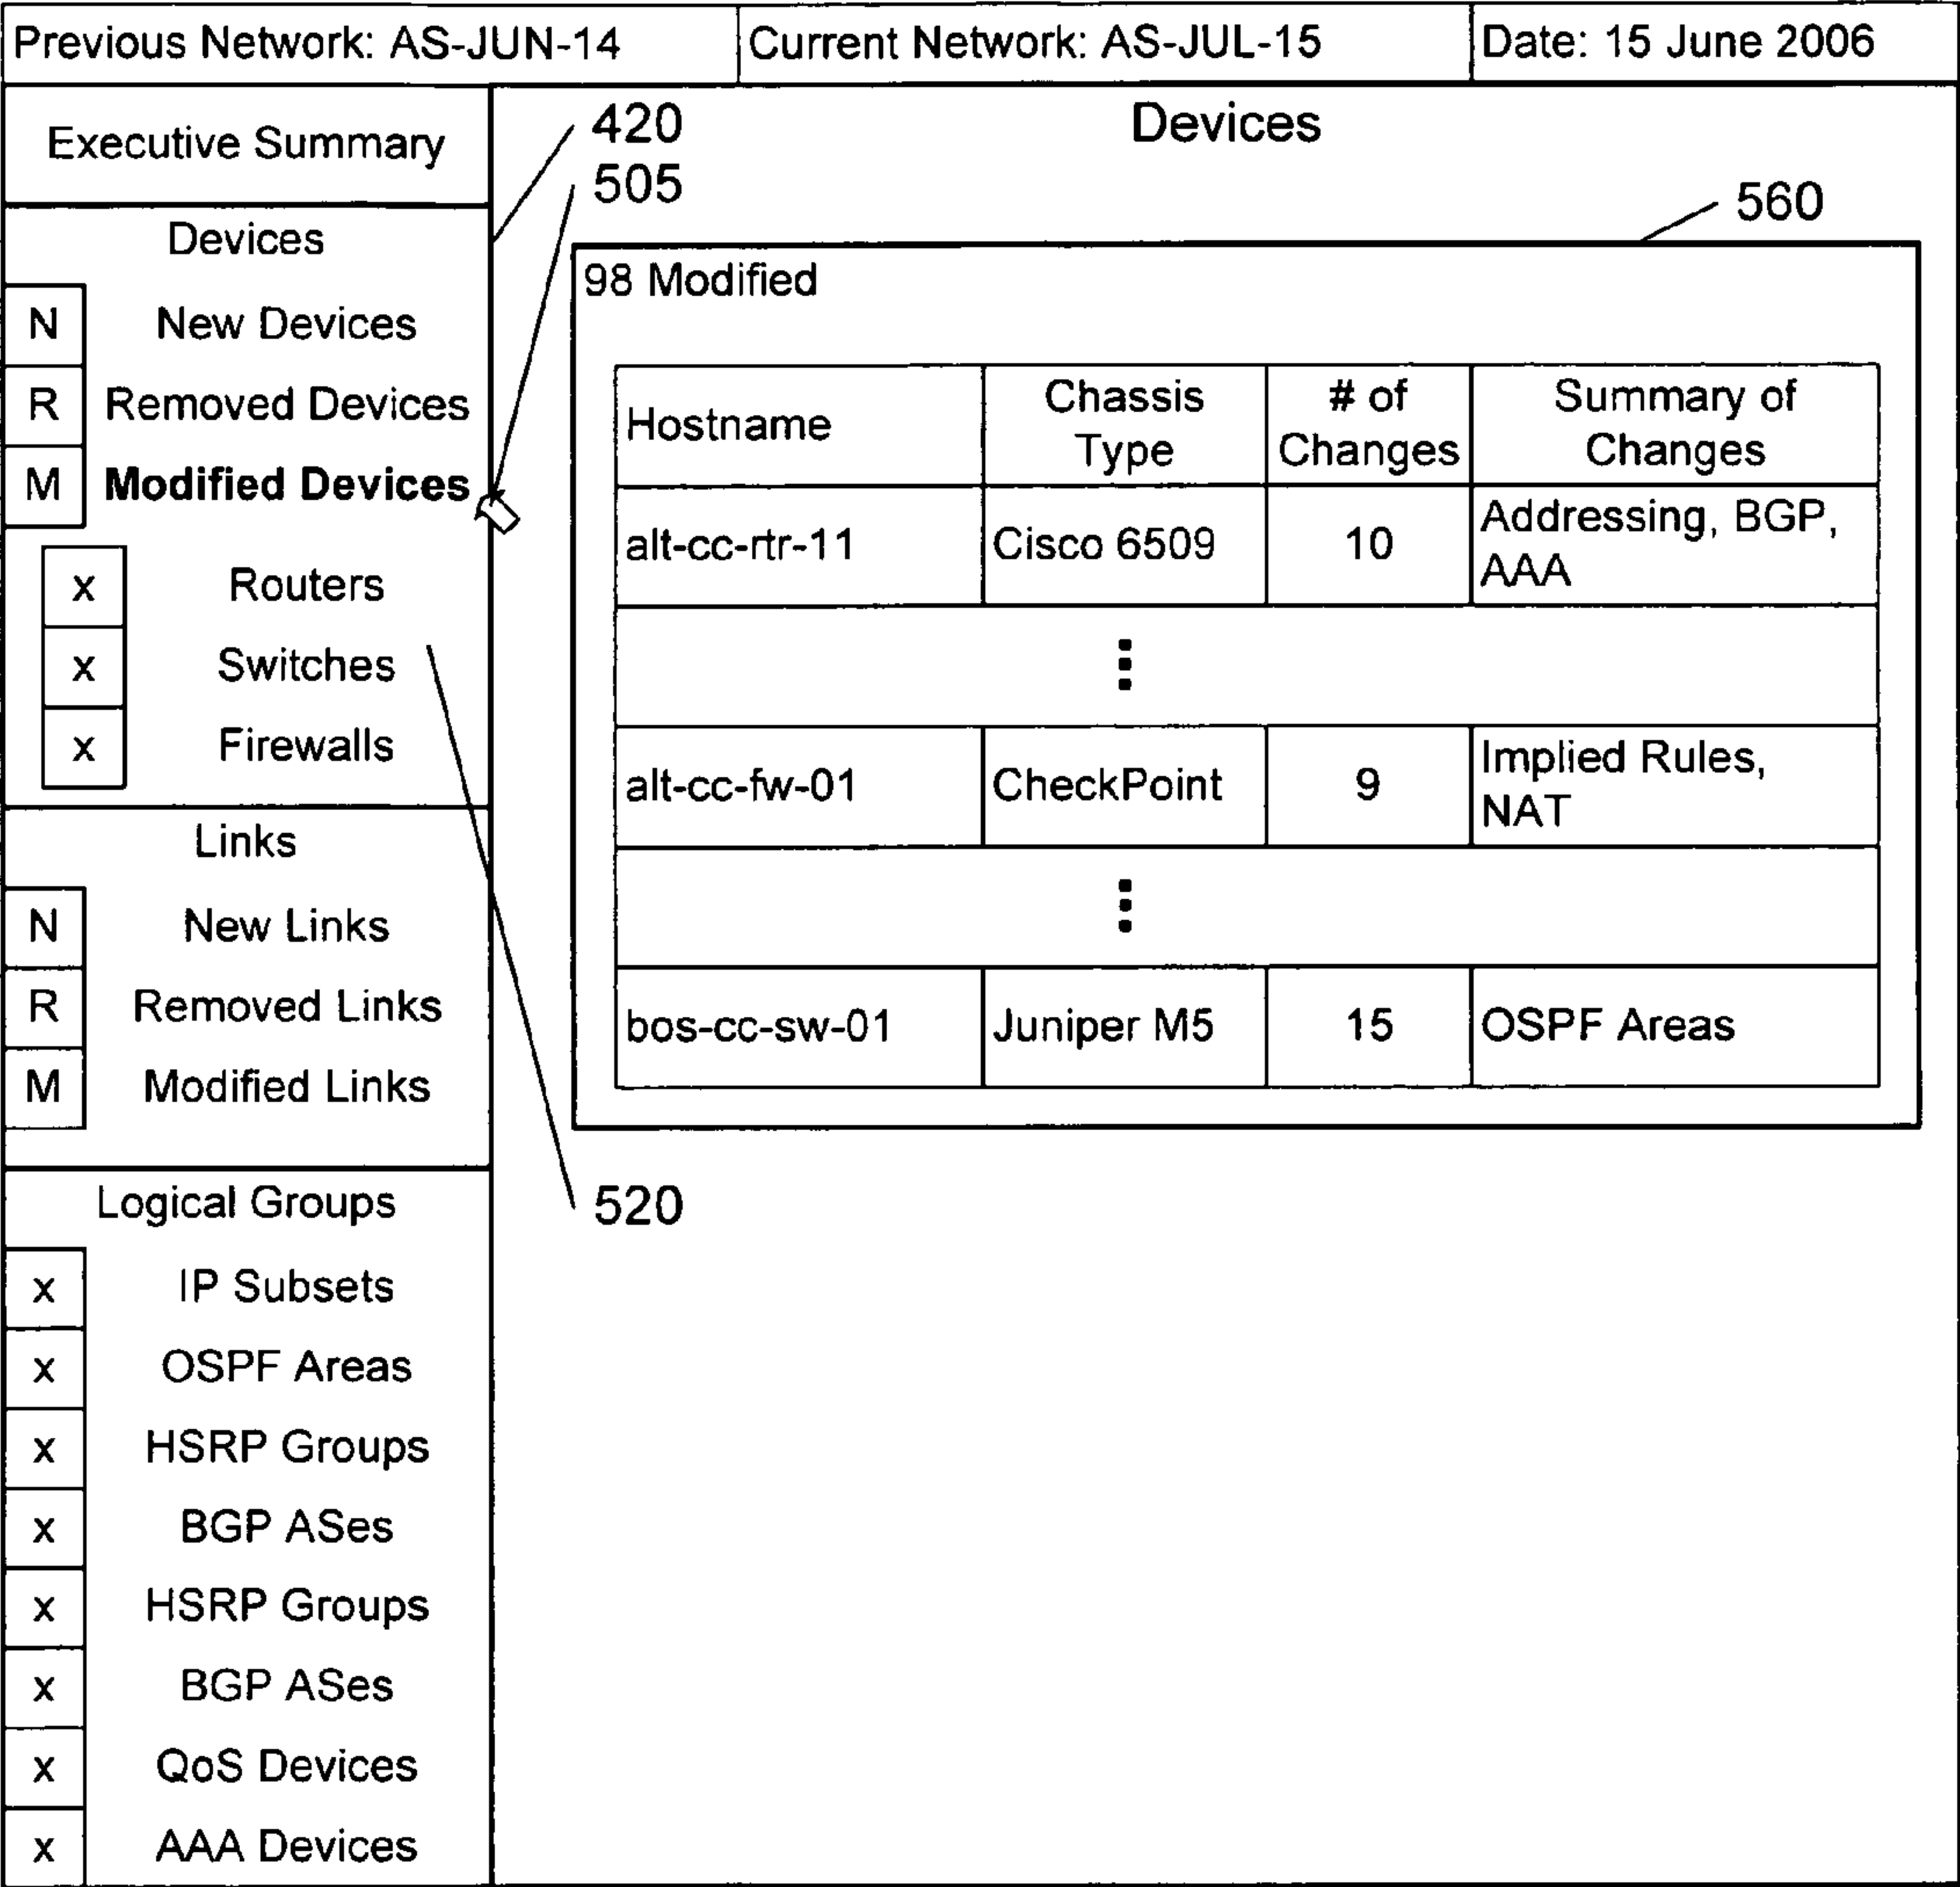 Previous Network: AS-JUN-14
Current Network: AS-JUL-15
Date: 15 June 2006
Executive Summary
Devices
N New Devices
R Removed Devices
M Modified Devices
x Routers
x Switches
x Firewalls
Links
N New Links
R Removed Links
M Modified Links
Logical Groups
x IP Subsets
x OSPF Areas
x HSRP Groups
x BGP ASes
x HSRP Groups
x BGP ASes
x QoS Devices
x AAA Devices
420
505
520
Devices
560
98 Modified
Hostname
Chassis
Type
# of
Changes
Summary of
Changes
alt-cc-rtr-11
Cisco 6509
10
Addressing, BGP,
AAA
alt-cc-fw-01
CheckPoint
9
Implied Rules,
NAT
bos-cc-sw-01
Juniper M5
15
OSPF Areas